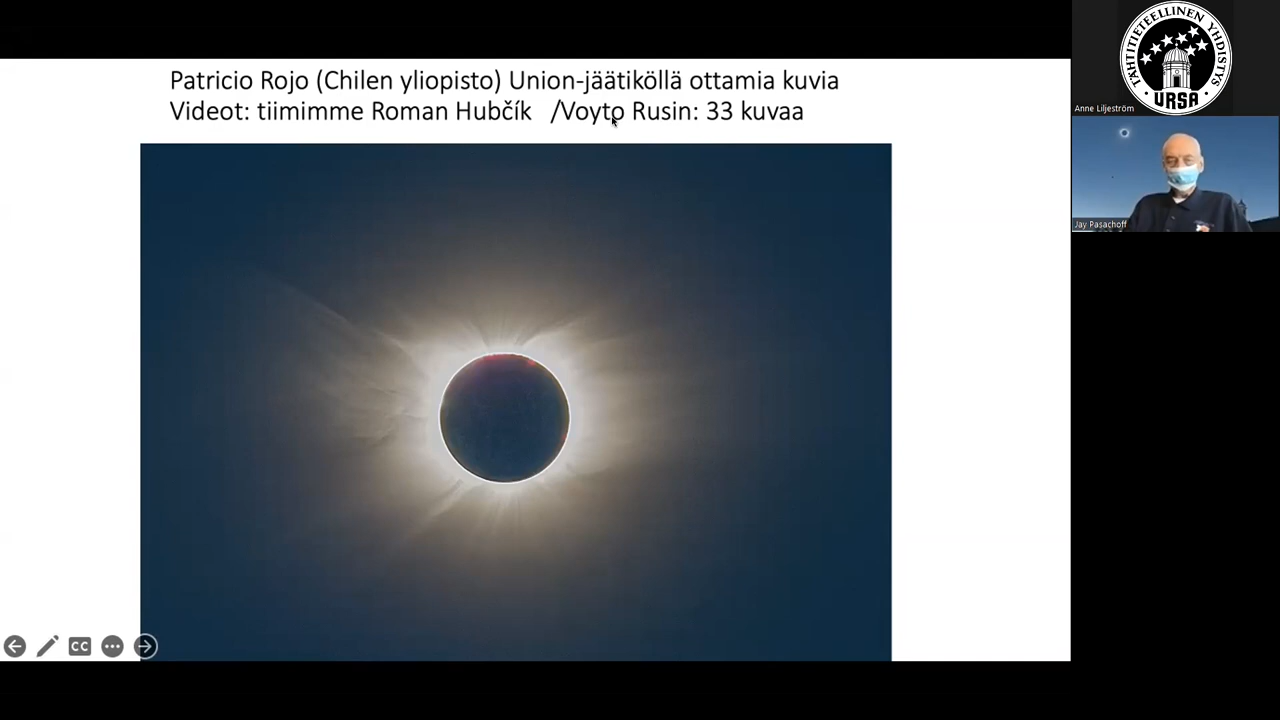 Patricio Rojo (Chilen yliopisto) Union-jäätiköllä ottamia kuvia
Videot: tiimimme Roman Hubčík /Voyto Rusin: 33 kuvaa
TÄHTITIETEELLINEN YHDISTYS
• URSA •
Anne Liljeström
Jay Pasachoff
CC